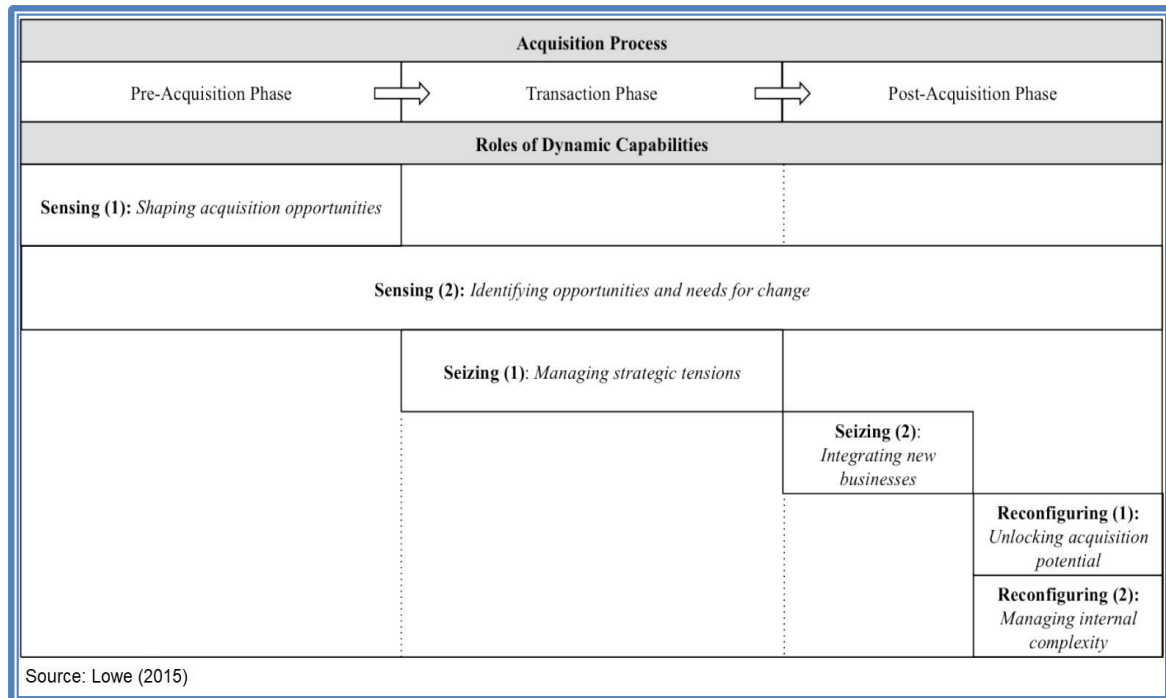 Acquisition Process
Pre-Acquisition Phase
Transaction Phase
Post-Acquisition Phase
Roles of Dynamic Capabilities
Sensing (1): Shaping acquisition opportunities
Sensing (2): Identifying opportunities and needs for change
Seizing (1): Managing strategic tensions
Seizing (2):
Integrating new
businesses
Reconfiguring (1):
Unlocking acquisition
potential
Reconfiguring (2):
Managing internal
complexity
Source: Lowe (2015)